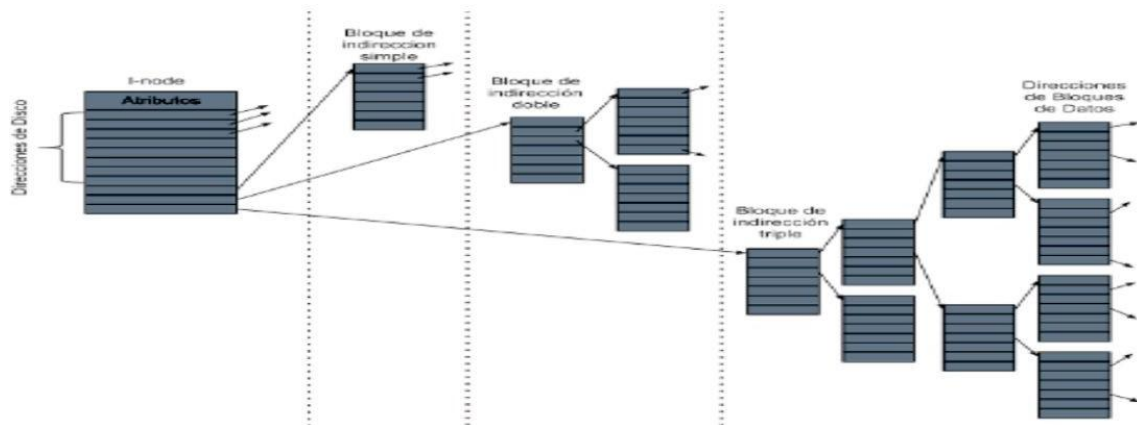 I-node
Atributos
Direcciones de Disco
Bloque de
indireccion
simple
Bloque de
indirección
doble
Bloque de
indirección
triple
Direcciones
de Bloques
de Datos